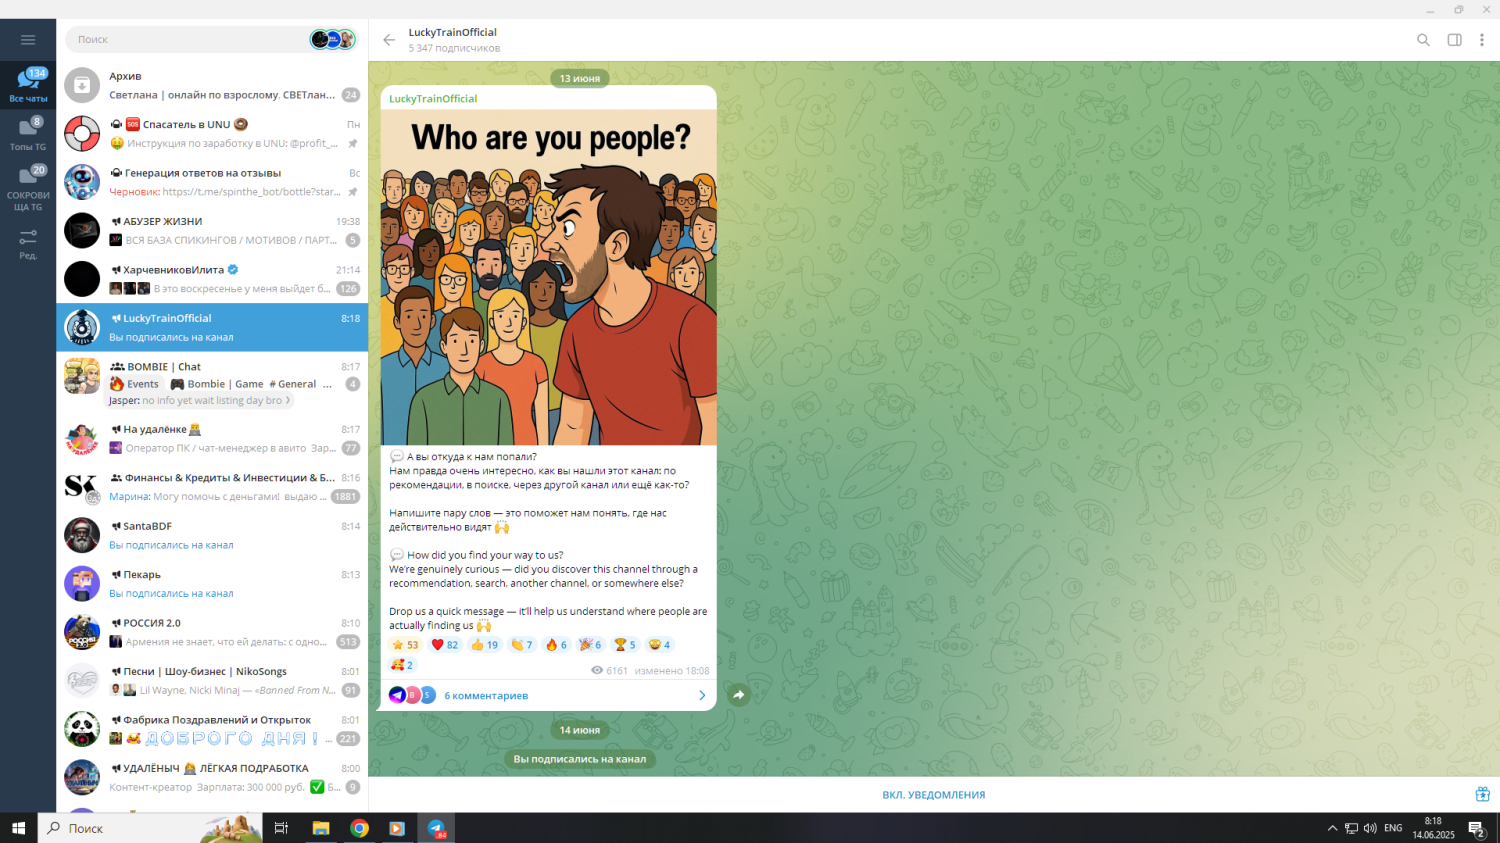 Поиск
LuckyTrainOfficial
5 347 подписчиков
134
Все чаты
8
Топы TG
20
СОКРОВИ
ЩА TG
Ред.
Архив
Светлана | онлайн по взрослому. СВЕТлан...
24
SOS Спасатель в UNU
Пн
Инструкция по заработку в UNU: @profit_...
Генерация ответов на отзывы
Вс
Черновик: https://t.me/spinthe_bot/bottle?star...
АБУЗЕР ЖИЗНИ
19:38
ВСЯ БАЗА СПИКИНГОВ / МОТИВОВ / ПАРТ...
5
ХарчевниковИлита
21:14
В это воскресенье у меня выйдет б...
126
LuckyTrainOfficial
8:18
Вы подписались на канал
BOMBIE | Chat
8:17
Events Bombie | Game # General ...
4
Jasper: no info yet wait listing day bro
На удалёнке
8:17
Оператор ПК / чат-менеджер в авито Зар...
77
Финансы & Кредиты & Инвестиции & Б...
8:16
Марина: Могу помочь с деньгами! выдаю ...
1881
SantaBDF
8:14
Вы подписались на канал
Пекарь
8:13
Вы подписались на канал
РОССИЯ 2.0
8:10
Армения не знает, что ей делать: с одно...
513
Песни | Шоу-бизнес | NikoSongs
8:01
Lil Wayne, Nicki Minaj — «Banned From N...
91
Фабрика Поздравлений и Открыток
8:01
ДОБРОГО ДНЯ! ...
221
УДАЛЁНЫЧ ЛЁГКАЯ ПОДРАБОТКА
8:00
Контент-креатор Зарплата: 300 000 руб. Б...
9
13 июня
LuckyTrainOfficial
Who are you people?
А вы откуда к нам попали?
Нам правда очень интересно, как вы нашли этот канал: по
рекомендации, в поиске, через другой канал или ещё как-то?
Напишите пару слов — это поможет нам понять, где нас
действительно видят
How did you find your way to us?
We're genuinely curious — did you discover this channel through a
recommendation, search, another channel, or somewhere else?
Drop us a quick message — it'll help us understand where people are
actually finding us
53 82 19 7 6 6 5 4
2
6161 изменено 18:08
B S 6 комментариев
14 июня
Вы подписались на канал
ВКЛ. УВЕДОМЛЕНИЯ
Поиск
84
ENG
8:18
14.06.2025
2